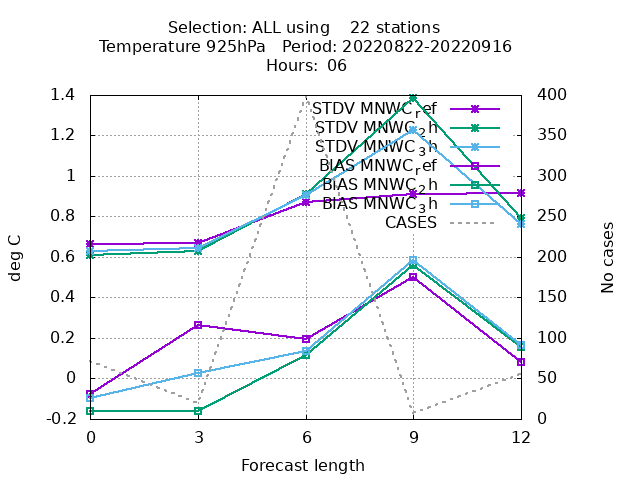 Selection: ALL using 22 stations
Temperature 925hPa Period: 20220822-20220916
Hours: 06
1.4
1.2
1
0.8
0.6
0.4
0.2
0
-0.2
deg C
400
350
300
250
200
150
100
50
0
No cases
STDV MNWC_ref
STDV MNWC_2h
STDV MNWC_3h
BIAS MNWC_ref
BIAS MNWC_2h
BIAS MNWC_3h
CASES
0 3 6 9 12
Forecast length